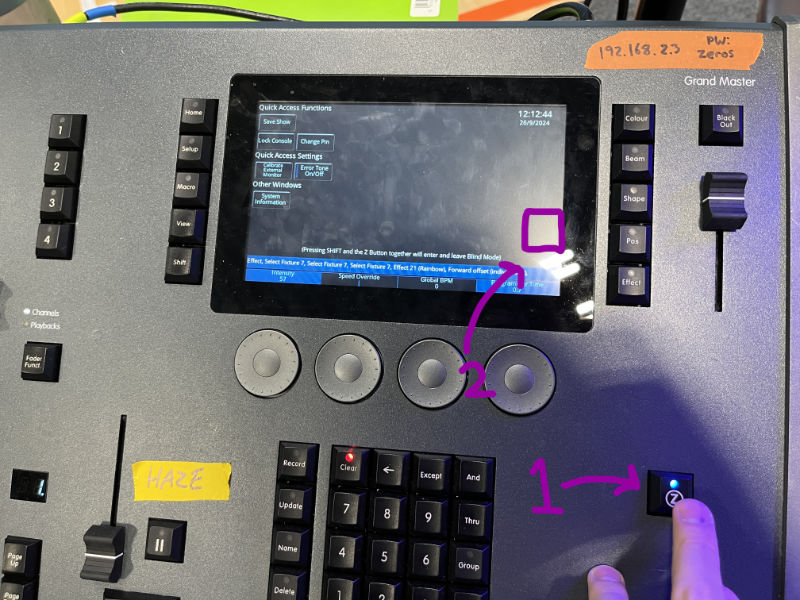 192.168.2.3 PW:
Zeros
Grand Master
Quick Access Functions
12:12:44
26/9/2024
Save Show
Lock Console
Change Pin
Quick Access Settings
Calibrate
External
Monitor
Error Tone
On/Off
Other Windows
System
Information
(Pressing SHIFT and the Z Button together will enter and leave Blind Mode)
Effect, Select Fixture 7, Select Fixture 7, Select Fixture 7, Effect 21 (Rainbow), Forward offset
Intensity
57
Speed Override
Global BPM
0
Time
1
2
3
4
Home
Setup
Macro
View
Shift
Colour
Beam
Shape
Pos
Effect
Black
Out
Channels
Playbacks
Fader
Funct
2
HAZE
Record
Clear
←
Except
And
Update
7
8
9
Thru
Name
4
5
6
Group
Delete
1
2
1
Z
Page
Up
Page